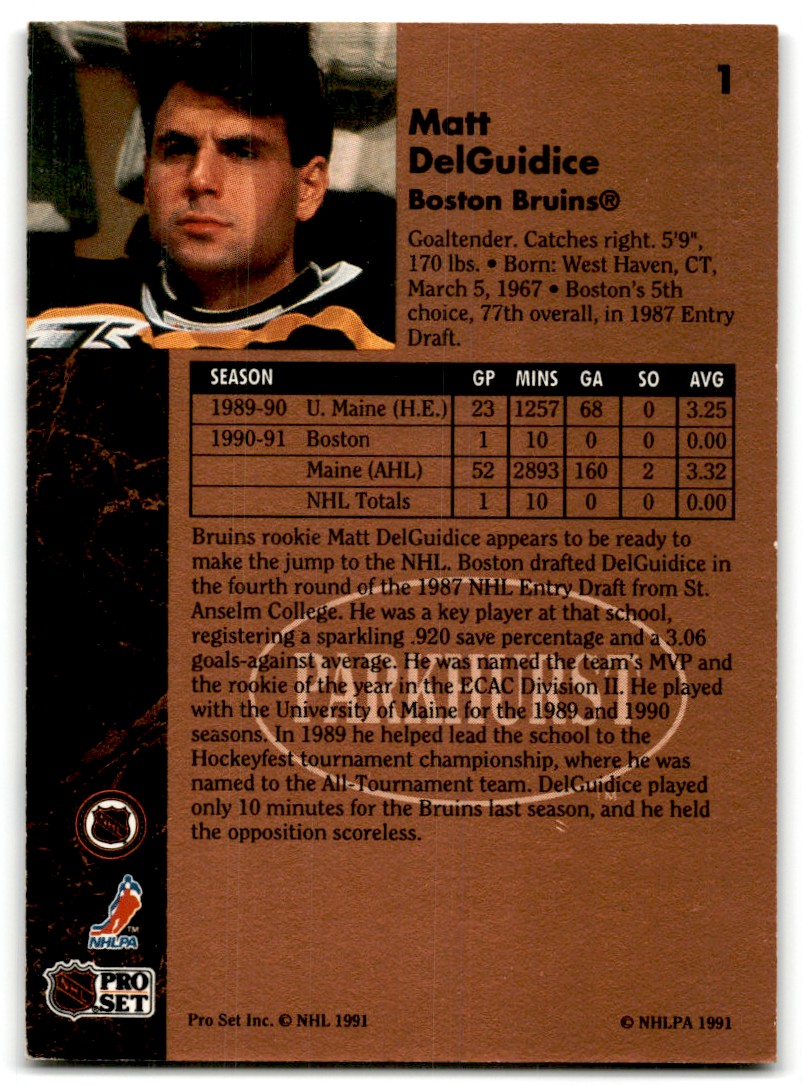 1
Matt
DelGuidice
Boston Bruins®
Goaltender. Catches right. 5'9",
170 lbs. • Born: West Haven, CT,
March 5, 1967 • Boston's 5th
choice, 77th overall, in 1987 Entry
Draft.
SEASON GP MINS GA SO AVG
1989-90 U. Maine (H.E.) 23 1257 68 0 3.25
1990-91 Boston 1 10 0 0 0.00
Maine (AHL) 52 2893 160 2 3.32
NHL Totals 1 10 0 0 0.00
Bruins rookie Matt DelGuidice appears to be ready to
make the jump to the NHL. Boston drafted DelGuidice in
the fourth round of the 1987 NHL Entry Draft from St.
Anselm College. He was a key player at that school,
registering a sparkling .920 save percentage and a 3.06
goals-against average. He was named the team's MVP and
the rookie of the year in the ECAC Division II. He played
with the University of Maine for the 1989 and 1990
seasons. In 1989 he helped lead the school to the
Hockeyfest tournament championship, where he was
named to the All-Tournament team. DelGuidice played
only 10 minutes for the Bruins last season, and he held
the opposition scoreless.
PARKHURST
TM
NHL
NHLPA
TM
NHL
PRO
SET
Pro Set Inc. © NHL 1991
© NHLPA 1991